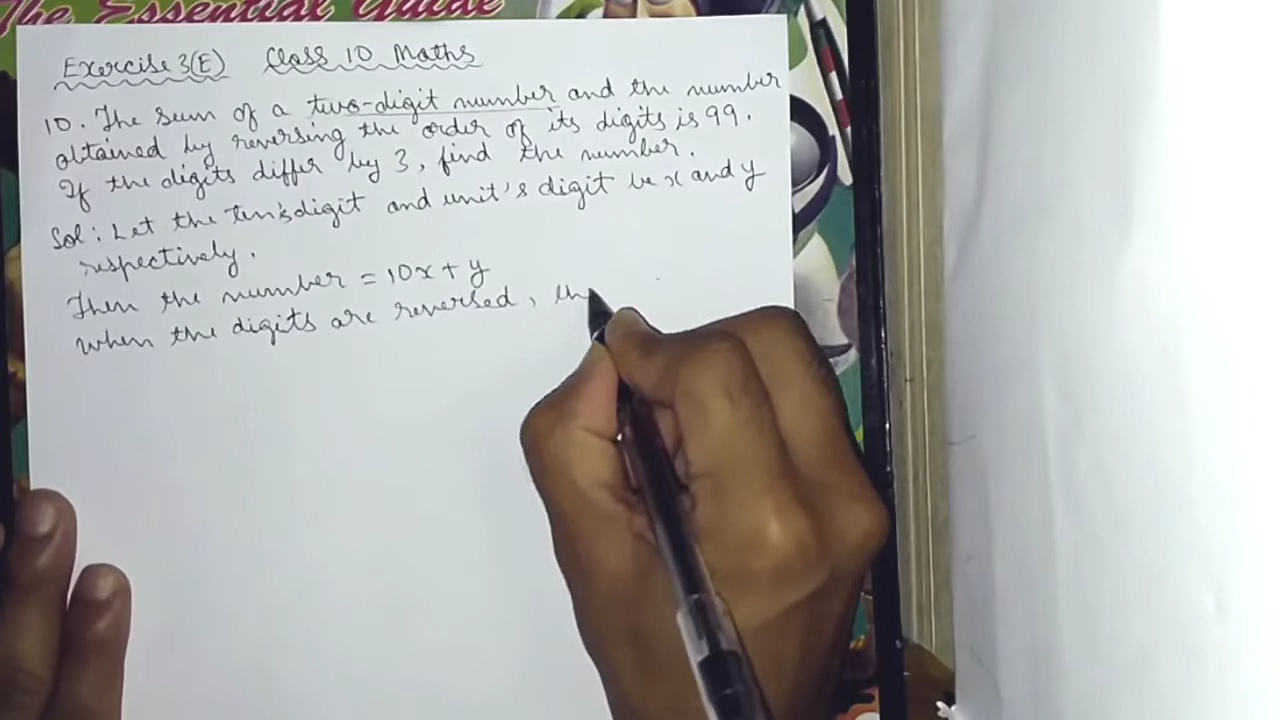 The Essential Guide
Exercise 3(E) Class 10 Maths
10. The sum of a two-digit number and the number
obtained by reversing the order of its digits is 99.
If the digits differ by 3, find the number.
Sol: Let the ten's digit and unit's digit be x and y
respectively.
Then the number = 10x + y
when the digits are reversed, th